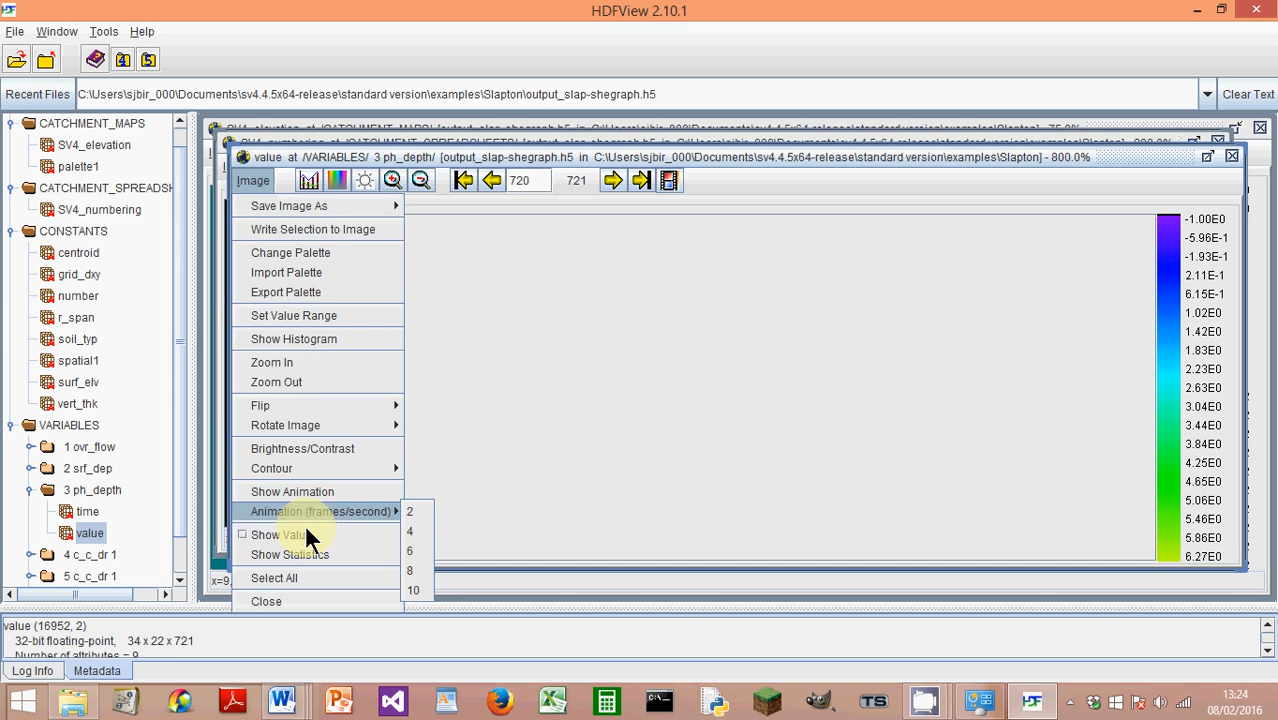 HDFView 2.10.1
File Window Tools Help
Recent Files C:\Users\sjbir_000\Documents\sv4.4.5x64-release\standard version\examples\Slapton\output_slap-shegraph.h5 Clear Text
CATCHMENT_MAPS
SV4_elevation
palette1
CATCHMENT_SPREADSH
SV4_numbering
CONSTANTS
centroid
grid_dxy
number
r_span
soil_typ
spatial1
surf_elv
vert_thk
VARIABLES
1 ovr_flow
2 srf_dep
3 ph_depth
time
value
4 c_c_dr 1
5 c_c_dr 1
value at /VARIABLES/ 3 ph_depth/ [output_slap-shegraph.h5 in C:\Users\sjbir_000\Documents\sv4.4.5x64-release\standard version\examples\Slapton] - 800.0%
Image 720 721
Save Image As
Write Selection to Image
Change Palette
Import Palette
Export Palette
Set Value Range
Show Histogram
Zoom In
Zoom Out
Flip
Rotate Image
Brightness/Contrast
Contour
Show Animation
Animation (frames/second)
Show Valu
Show Statistics
Select All
Close
2
4
6
8
10
-1.00E0
-5.96E-1
-1.93E-1
2.11E-1
6.15E-1
1.02E0
1.42E0
1.83E0
2.23E0
2.63E0
3.04E0
3.44E0
3.84E0
4.25E0
4.65E0
5.06E0
5.46E0
5.86E0
6.27E0
x=9,
value (16952, 2)
32-bit floating-point, 34 x 22 x 721
Number of attributes = 9
Log Info Metadata
13:24
08/02/2016